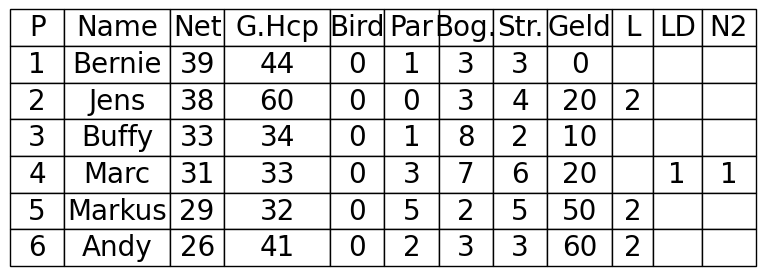 P Name Net G.Hcp Bird Par Bog. Str. Geld L LD N2
1 Bernie 39 44 0 1 3 3 0
2 Jens 38 60 0 0 3 4 20 2
3 Buffy 33 34 0 1 8 2 10
4 Marc 31 33 0 3 7 6 20 1 1
5 Markus 29 32 0 5 2 5 50 2
6 Andy 26 41 0 2 3 3 60 2